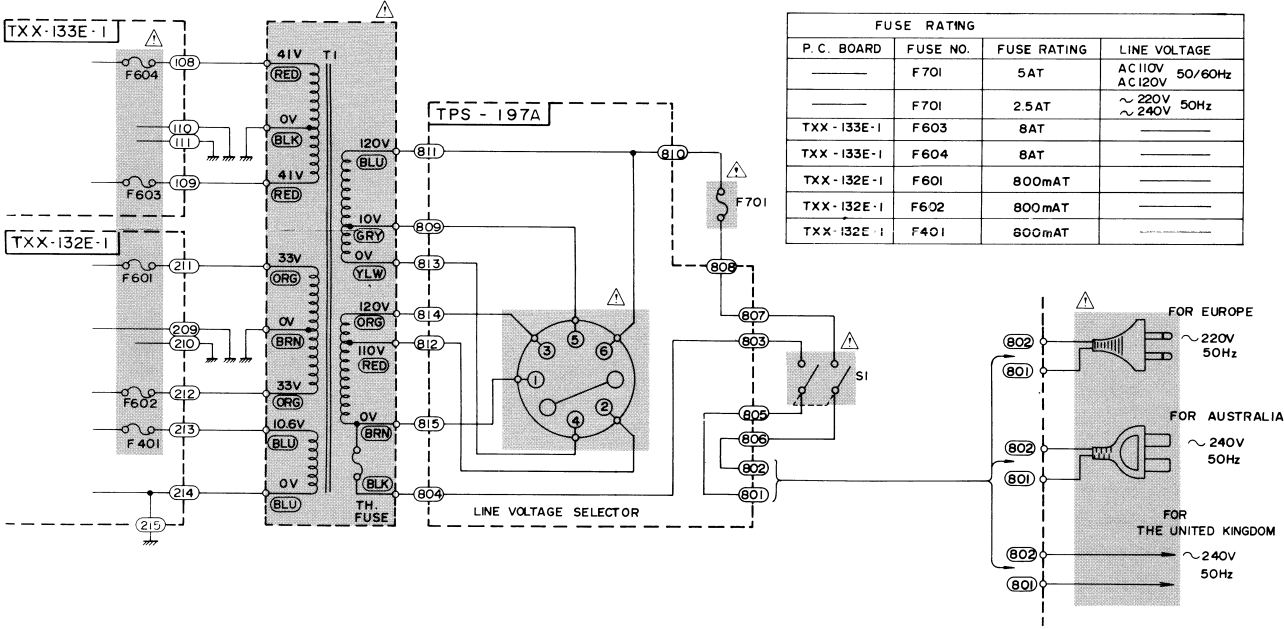 TXX-133E-1
F604
108
110
111
F603
109
TXX-132E-1
F601
211
209
210
F602
212
F401
213
214
215
T1
41V
RED
0V
BLK
41V
RED
33V
ORG
0V
BRN
33V
ORG
10.6V
BLU
0V
BLU
120V
BLU
10V
GRY
0V
YLW
120V
ORG
110V
RED
0V
BRN
BLK
TH.
FUSE
TPS - 197A
811
809
813
814
812
815
804
1
2
3
4
5
6
LINE VOLTAGE SELECTOR
810
F701
808
807
803
S1
805
806
802
801
FUSE RATING
P.C. BOARD FUSE NO. FUSE RATING LINE VOLTAGE
F701 5AT AC110V AC120V 50/60Hz
F701 2.5AT ~220V ~240V 50Hz
TXX-133E-1 F603 8AT
TXX-133E-1 F604 8AT
TXX-132E-1 F601 800mAT
TXX-132E-1 F602 800mAT
TXX-132E-1 F401 800mAT
FOR EUROPE
802
801
~220V
50Hz
FOR AUSTRALIA
802
801
~240V
50Hz
FOR
THE UNITED KINGDOM
802
801
~240V
50Hz